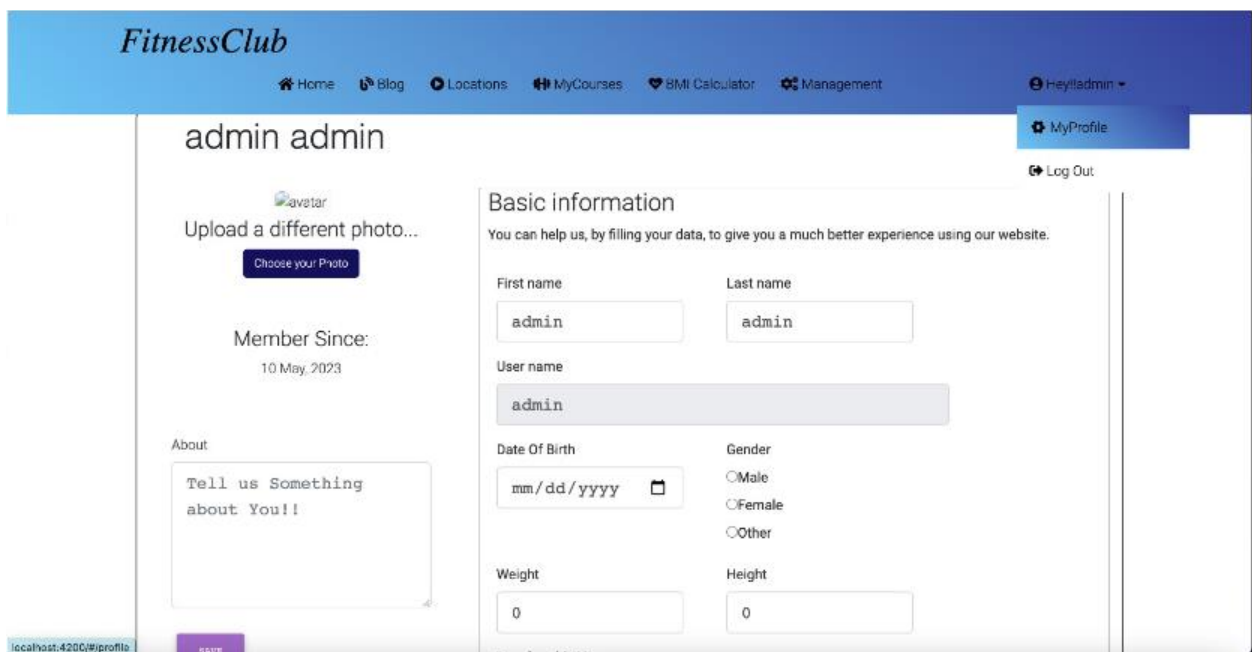 FitnessClub
Home Blog Locations MyCourses BMI Calculator Management Hey!!admin
MyProfile
Log Out
admin admin
avatar
Upload a different photo...
Choose your Photo
Member Since:
10 May, 2023
About
Tell us Something
about You!!
SAVE
Basic information
You can help us, by filling your data, to give you a much better experience using our website.
First name Last name
admin admin
User name
admin
Date Of Birth Gender
mm/dd/yyyy
Male
Female
Other
Weight Height
0 0
localhost:4200/#/profile